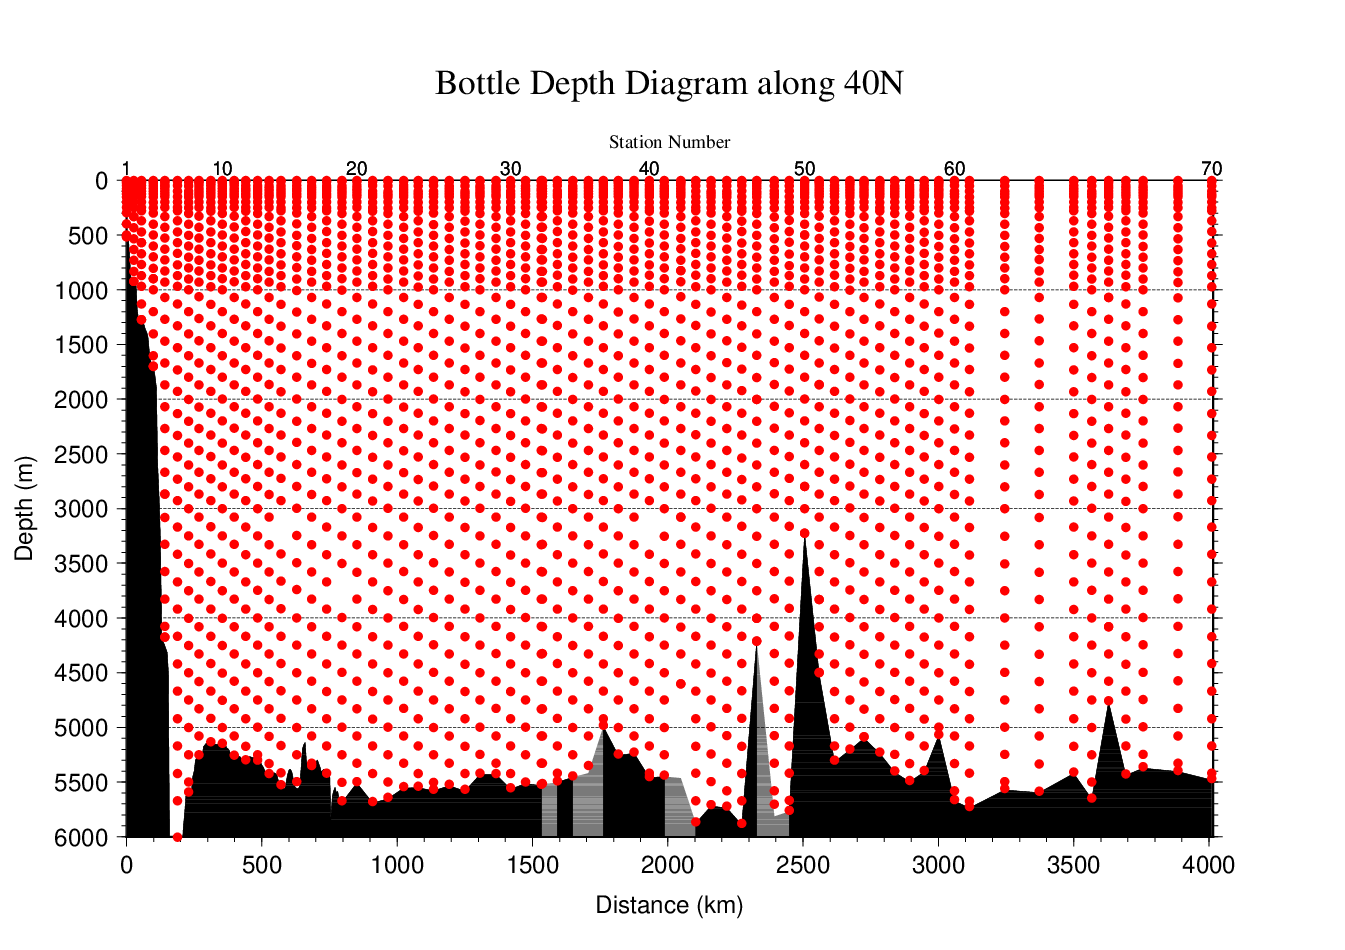 Bottle Depth Diagram along 40N
Station Number
1 10 20 30 40 50 60 70
0
500
1000
1500
2000
2500
3000
3500
4000
4500
5000
5500
6000
Depth (m)
0 500 1000 1500 2000 2500 3000 3500 4000
Distance (km)